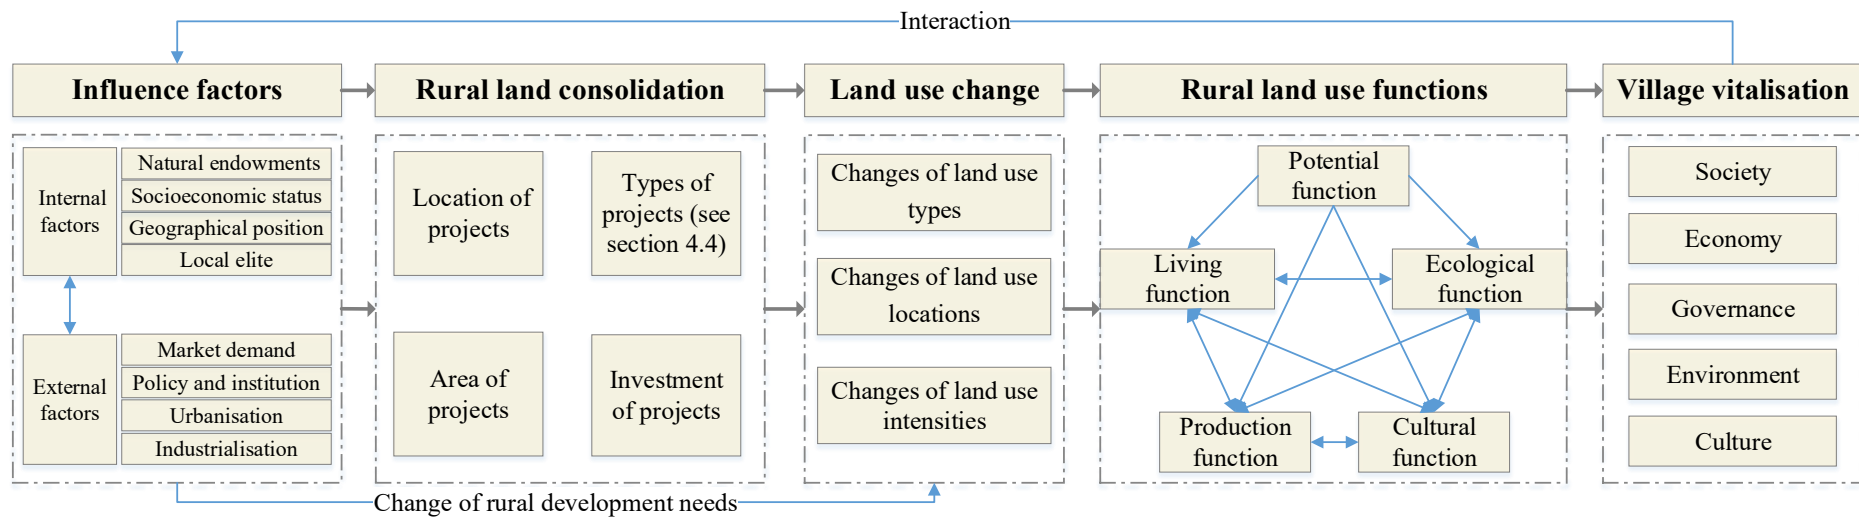 Interaction
Influence factors
Rural land consolidation
Land use change
Rural land use functions
Village vitalisation
Internal
factors
Natural endowments
Socioeconomic status
Geographical position
Local elite
External
factors
Market demand
Policy and institution
Urbanisation
Industrialisation
Location of
projects
Types of
projects (see
section 4.4)
Area of
projects
Investment
of projects
Changes of land use
types
Changes of land use
locations
Changes of land use
intensities
Potential
function
Living
function
Ecological
function
Production
function
Cultural
function
Society
Economy
Governance
Environment
Culture
Change of rural development needs